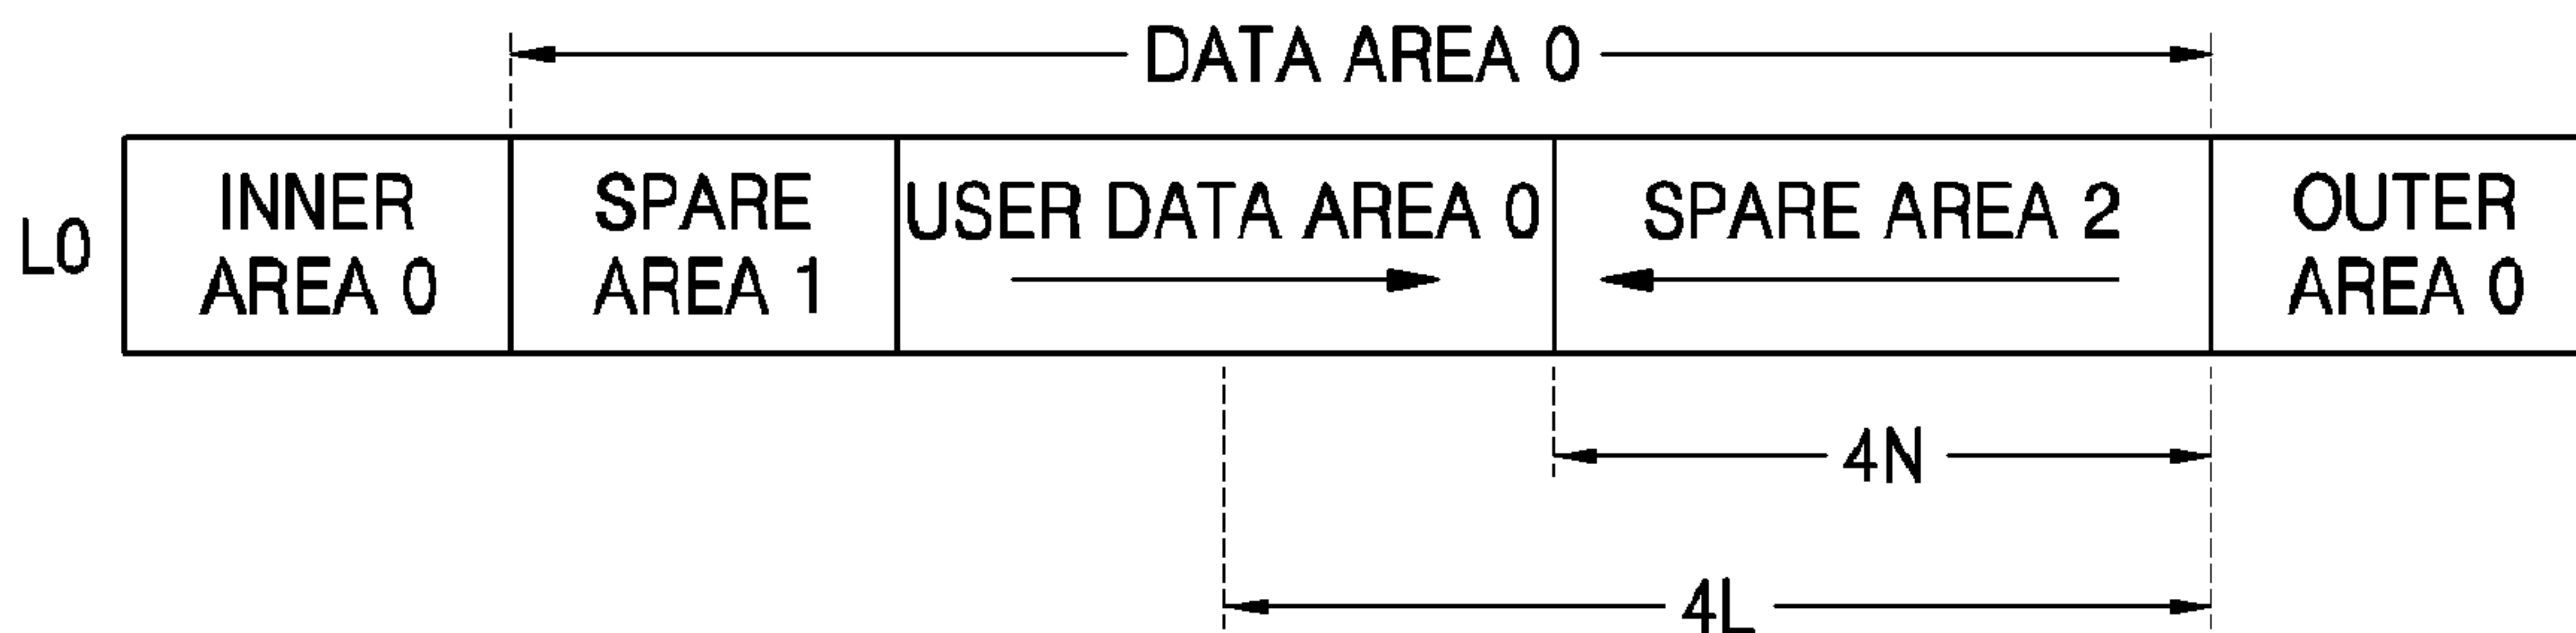 DATA AREA 0
L0
INNER
AREA 0
SPARE
AREA 1
USER DATA AREA 0
SPARE AREA 2
OUTER
AREA 0
4N
4L